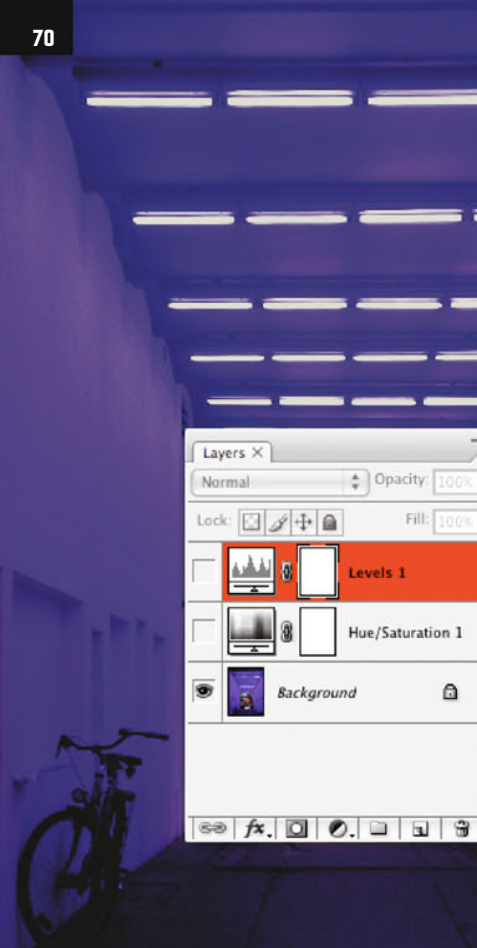 70
Layers ×
Normal Opacity: 100%
Lock: Fill: 100%
Levels 1
Hue/Saturation 1
Background
fx.